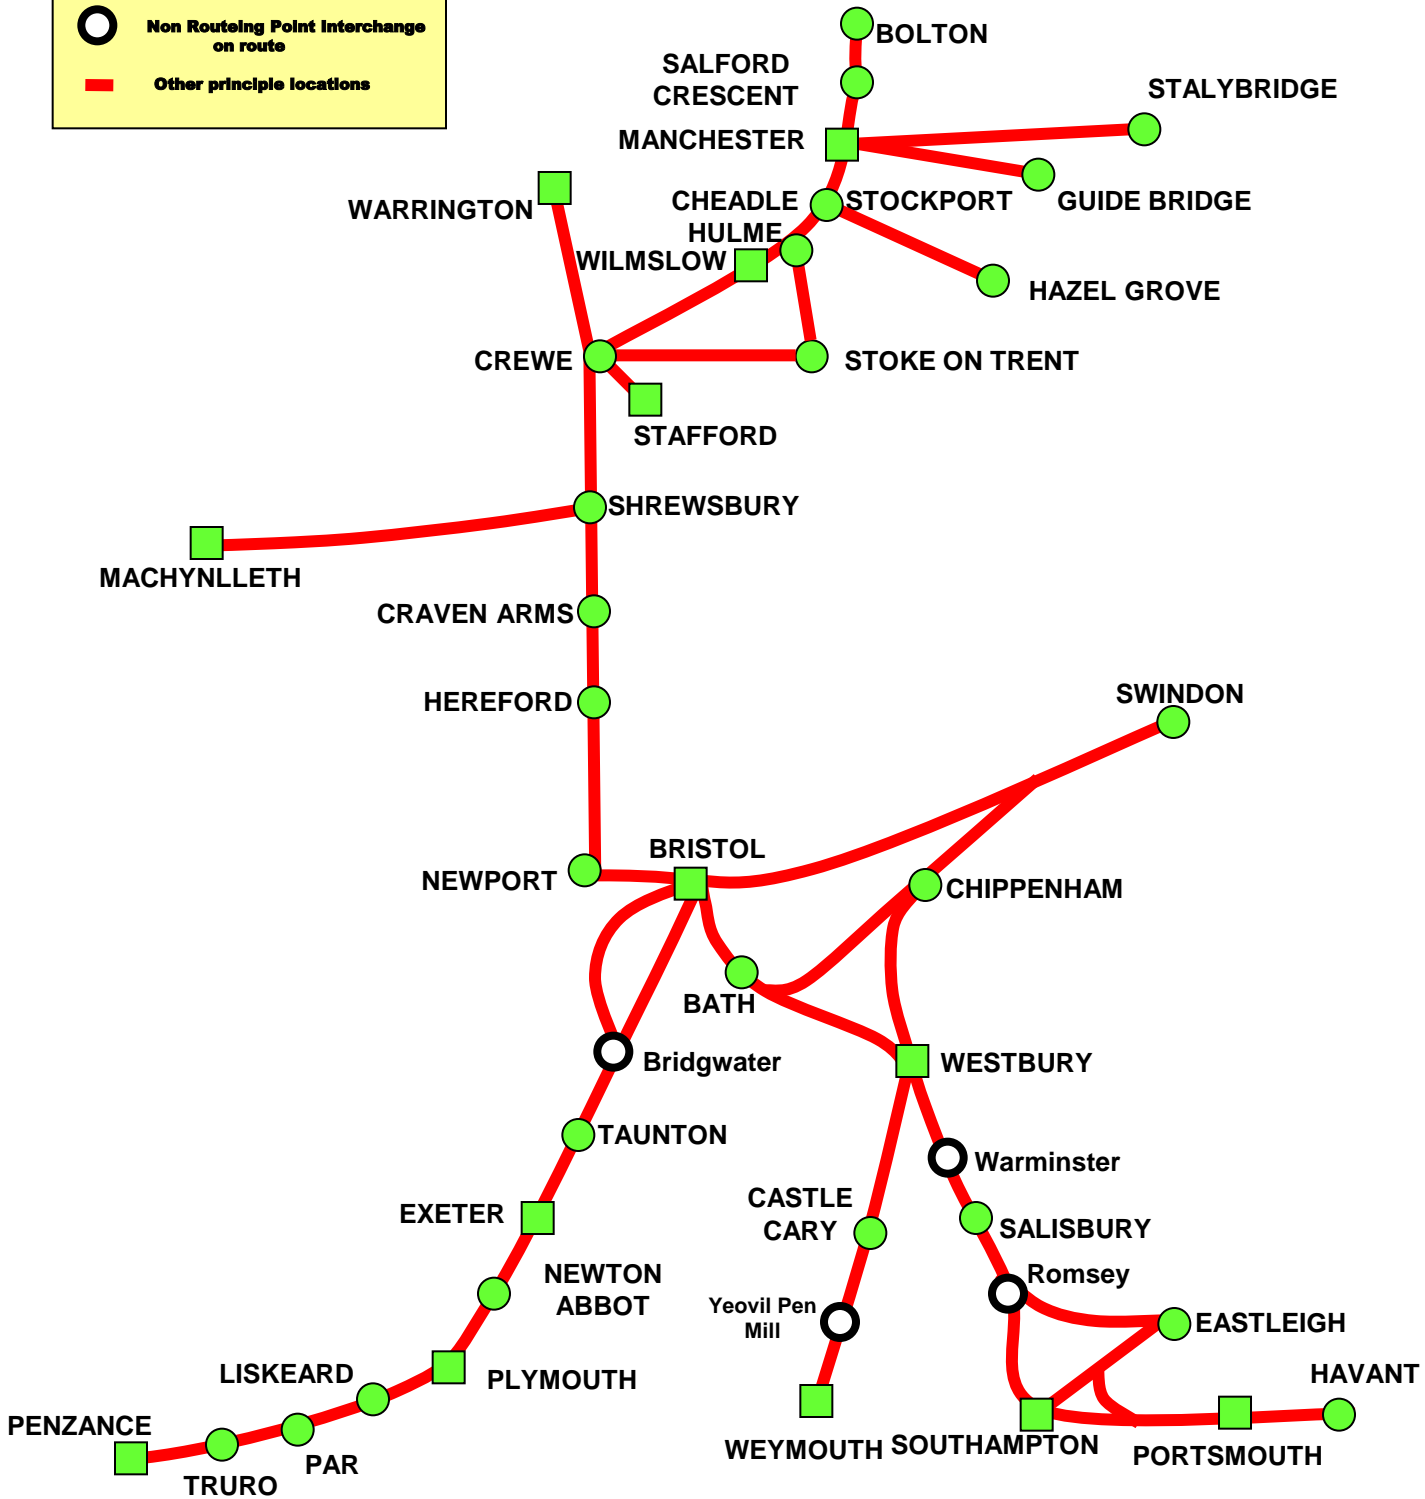 Non Routeing Point Interchange
on route
Other principle locations
BOLTON
SALFORD
CRESCENT
STALYBRIDGE
MANCHESTER
WARRINGTON
CHEADLE
HULME
STOCKPORT
GUIDE BRIDGE
WILMSLOW
HAZEL GROVE
CREWE
STOKE ON TRENT
STAFFORD
SHREWSBURY
MACHYNLLETH
CRAVEN ARMS
HEREFORD
SWINDON
BRISTOL
NEWPORT
CHIPPENHAM
BATH
Bridgwater
WESTBURY
TAUNTON
Warminster
CASTLE
CARY
EXETER
SALISBURY
NEWTON
ABBOT
Romsey
Yeovil Pen
Mill
EASTLEIGH
LISKEARD
PLYMOUTH
HAVANT
PENZANCE
WEYMOUTH
SOUTHAMPTON
PORTSMOUTH
PAR
TRURO